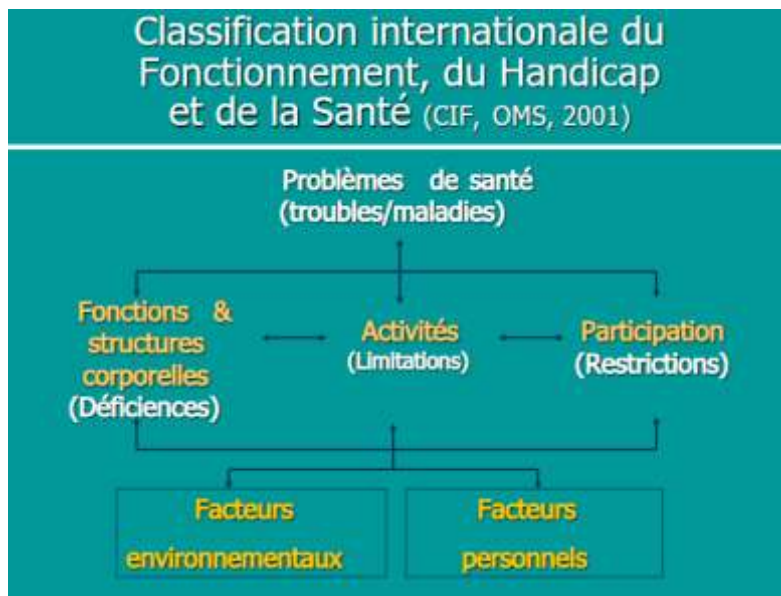 Classification internationale du
Fonctionnement, du Handicap
et de la Santé (CIF, OMS, 2001)
Problèmes de santé
(troubles/maladies)
Fonctions &
structures
corporelles
(Déficiences)
Activités
(Limitations)
Participation
(Restrictions)
Facteurs
environnementaux
Facteurs
personnels